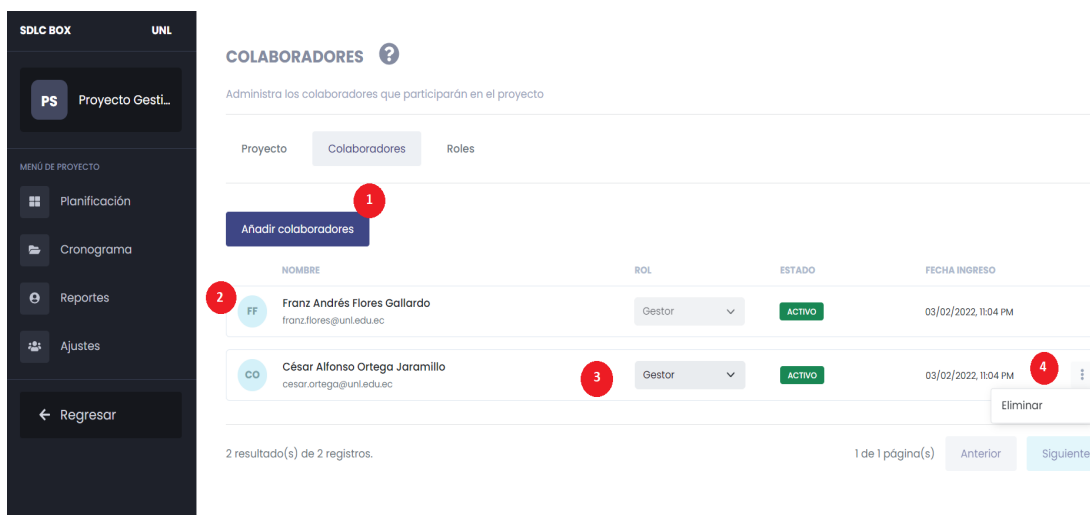 SDLC BOX UNL
PS Proyecto Gesti...
MENÚ DE PROYECTO
Planificación
Cronograma
Reportes
Ajustes
Regresar
COLABORADORES ?
Administra los colaboradores que participarán en el proyecto
Proyecto Colaboradores Roles
1
Añadir colaboradores
NOMBRE ROL ESTADO FECHA INGRESO
2
FF Franz Andrés Flores Gallardo Gestor ACTIVO 03/02/2022, 11:04 PM
franz.flores@unl.edu.ec
CO César Alfonso Ortega Jaramillo 3 Gestor ACTIVO 03/02/2022, 11:04 PM 4
cesar.ortega@unl.edu.ec
Eliminar
2 resultado(s) de 2 registros. 1 de 1 página(s) Anterior Siguiente